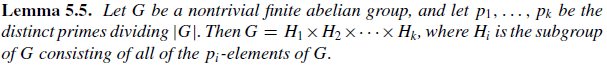 Lemma 5.5. Let G be a nontrivial finite abelian group, and let p₁, . . . , pₖ be the
distinct primes dividing |G|. Then G = H₁ × H₂ × · · · × Hₖ, where Hᵢ is the subgroup
of G consisting of all of the pᵢ-elements of G.